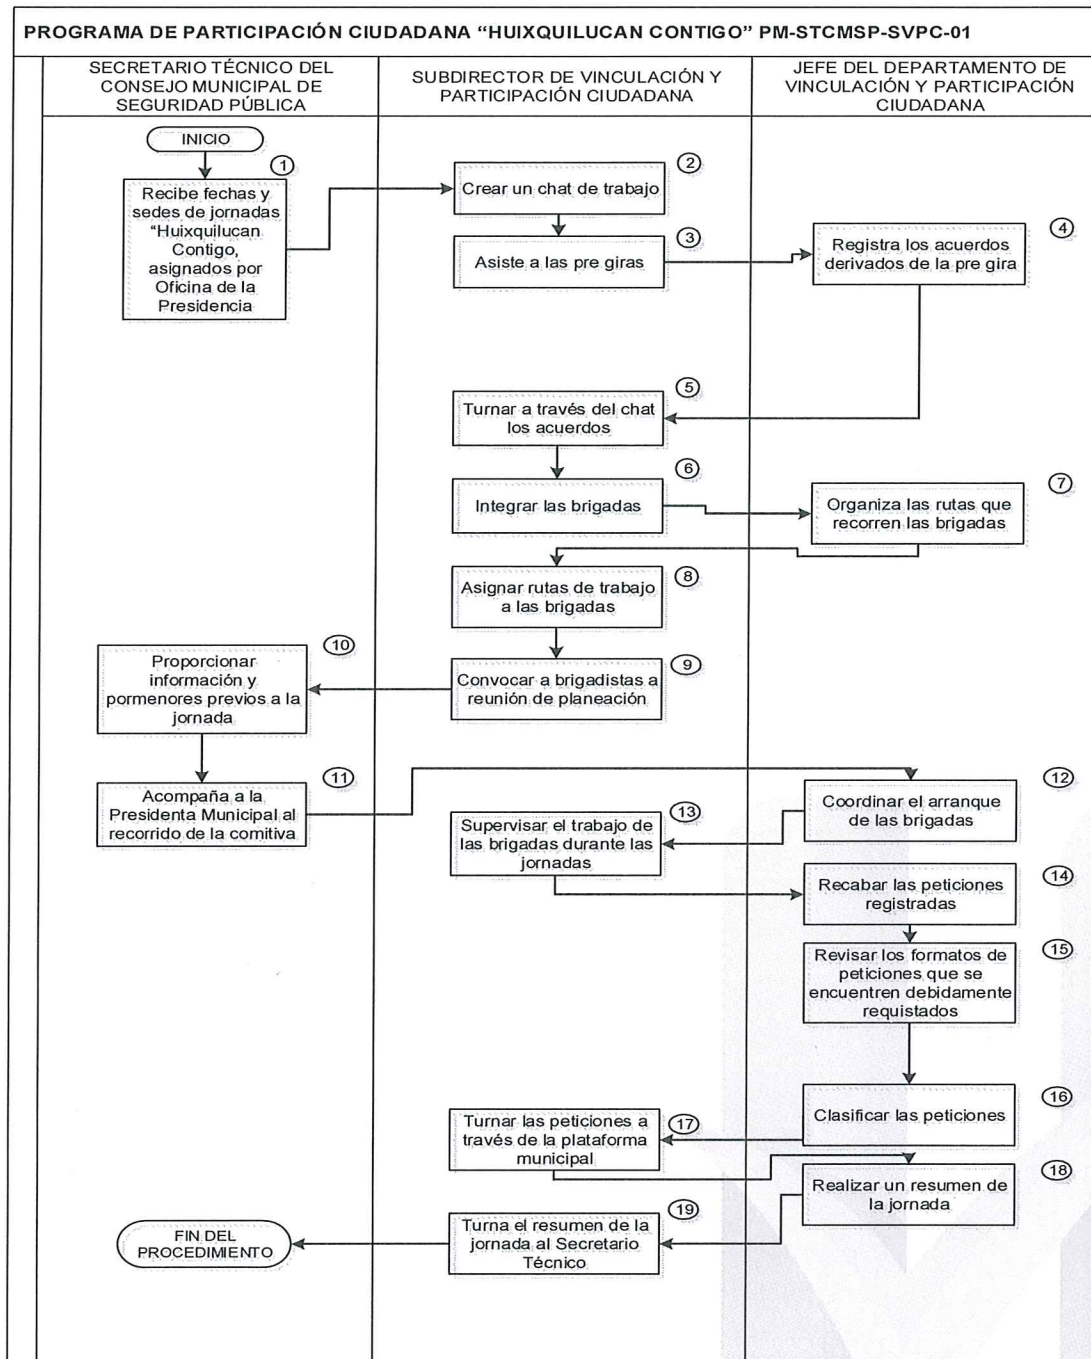 PROGRAMA DE PARTICIPACIÓN CIUDADANA “HUIXQUILUCAN CONTIGO” PM-STCMSP-SVPC-01
SECRETARIO TÉCNICO DEL
CONSEJO MUNICIPAL DE
SEGURIDAD PÚBLICA
SUBDIRECTOR DE VINCULACIÓN Y
PARTICIPACIÓN CIUDADANA
JEFE DEL DEPARTAMENTO DE
VINCULACIÓN Y PARTICIPACIÓN
CIUDADANA
INICIO
1
Recibe fechas y
sedes de jornadas
“Huixquilucan
Contigo,
asignados por
Oficina de la
Presidencia
2
Crear un chat de trabajo
3
Asiste a las pre giras
4
Registra los acuerdos
derivados de la pre gira
5
Turnar a través del chat
los acuerdos
6
Integrar las brigadas
7
Organiza las rutas que
recorren las brigadas
8
Asignar rutas de trabajo
a las brigadas
9
Convocar a brigadistas a
reunión de planeación
10
Proporcionar
información y
pormenores previos a la
jornada
11
Acompaña a la
Presidenta Municipal al
recorrido de la comitiva
12
Coordinar el arranque
de las brigadas
13
Supervisar el trabajo de
las brigadas durante las
jornadas
14
Recabar las peticiones
registradas
15
Revisar los formatos de
peticiones que se
encuentren debidamente
requistados
16
Clasificar las peticiones
17
Turnar las peticiones a
través de la plataforma
municipal
18
Realizar un resumen de
la jornada
19
Turna el resumen de la
jornada al Secretario
Técnico
FIN DEL
PROCEDIMIENTO